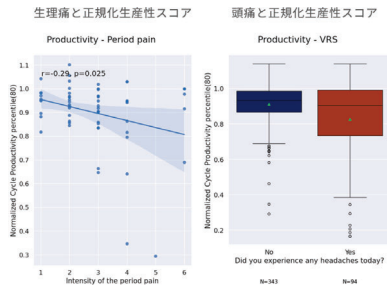 生理痛と正規化生産性スコア
Productivity - Period pain
r=-0.29, p=0.025
Normalized Cycle Productivity percentile(80)
1.1
1.0
0.9
0.8
0.7
0.6
0.5
0.4
0.3
1 2 3 4 5 6
Intensity of the period pain
頭痛と正規化生産性スコア
Productivity - VRS
Normalized Cycle Productivity percentile(80)
1.0
0.8
0.6
0.4
0.2
No Yes
Did you experience any headaches today?
N=343 N=94